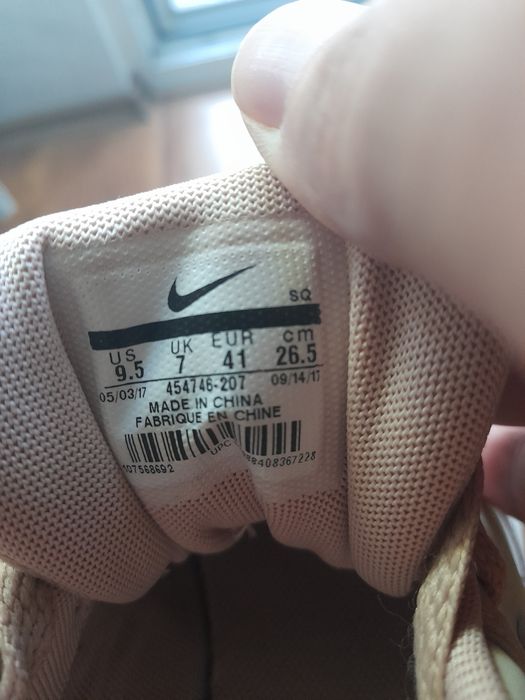 SQ
US UK EUR cm
9.5 7 41 26.5
05/03/17 454746-207 09/14/17
MADE IN CHINA
FABRIQUE EN CHINE
UPC
107568692 88408367228